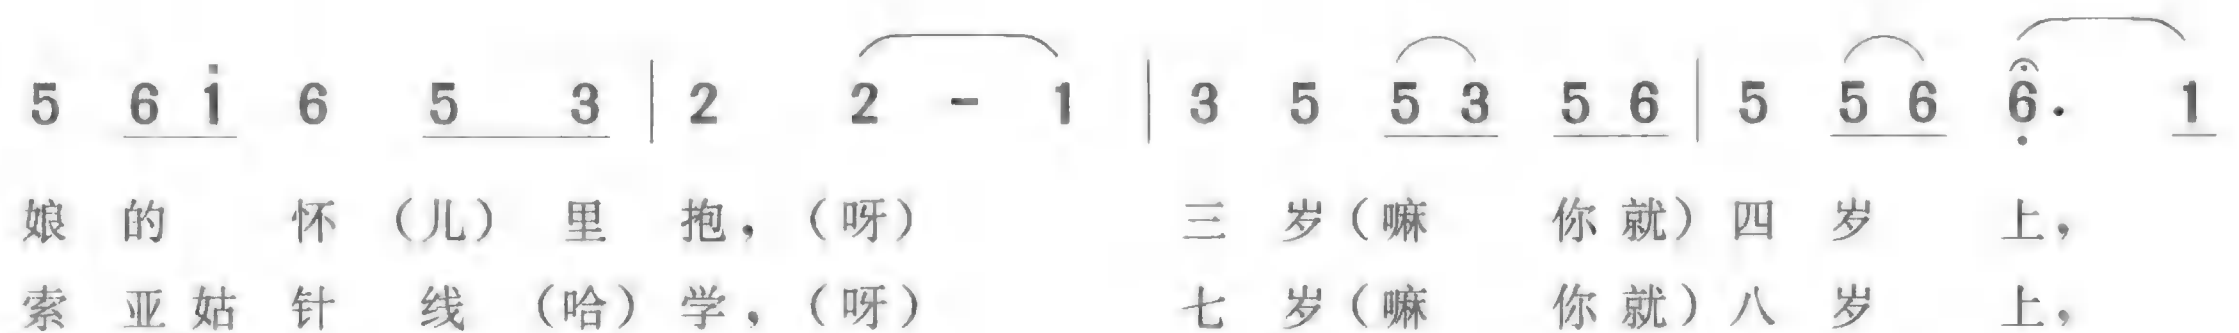 5 6 i 6 5 3 | 2 2 - 1 | 3 5 5 3 5 6 | 5 5 6 6. 1
娘 的 怀 (儿) 里 抱，(呀) 三 岁(嘛 你 就) 四 岁 上，
索 亚 姑 针 线 (哈) 学，(呀) 七 岁(嘛 你 就) 八 岁 上，